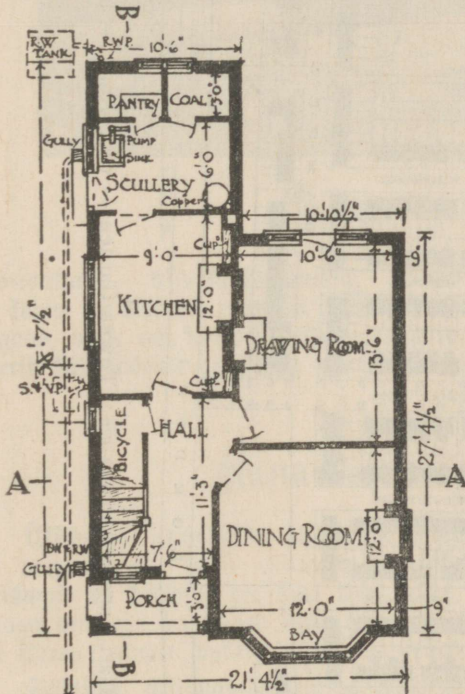 B
RW TANK
R.W.P.
10'·6"
PANTRY
COAL
3'·0"
GULLY
PUMP
SINK
SCULLERY
6'·0"
COPPER
10'·10½"
9'·0"
CUP D
10'·6"
9"
KITCHEN
12'·0"
DRAWING ROOM
13'·6"
38'·7½"
27'·4½"
S.&V.P.
CUP D
HALL
BICYCLE
A
A
11'·3"
DINING ROOM
12'·0"
7'·6"
GULLY
PORCH
3'·0"
12'·0"
9"
BAY
B
21'·4½"